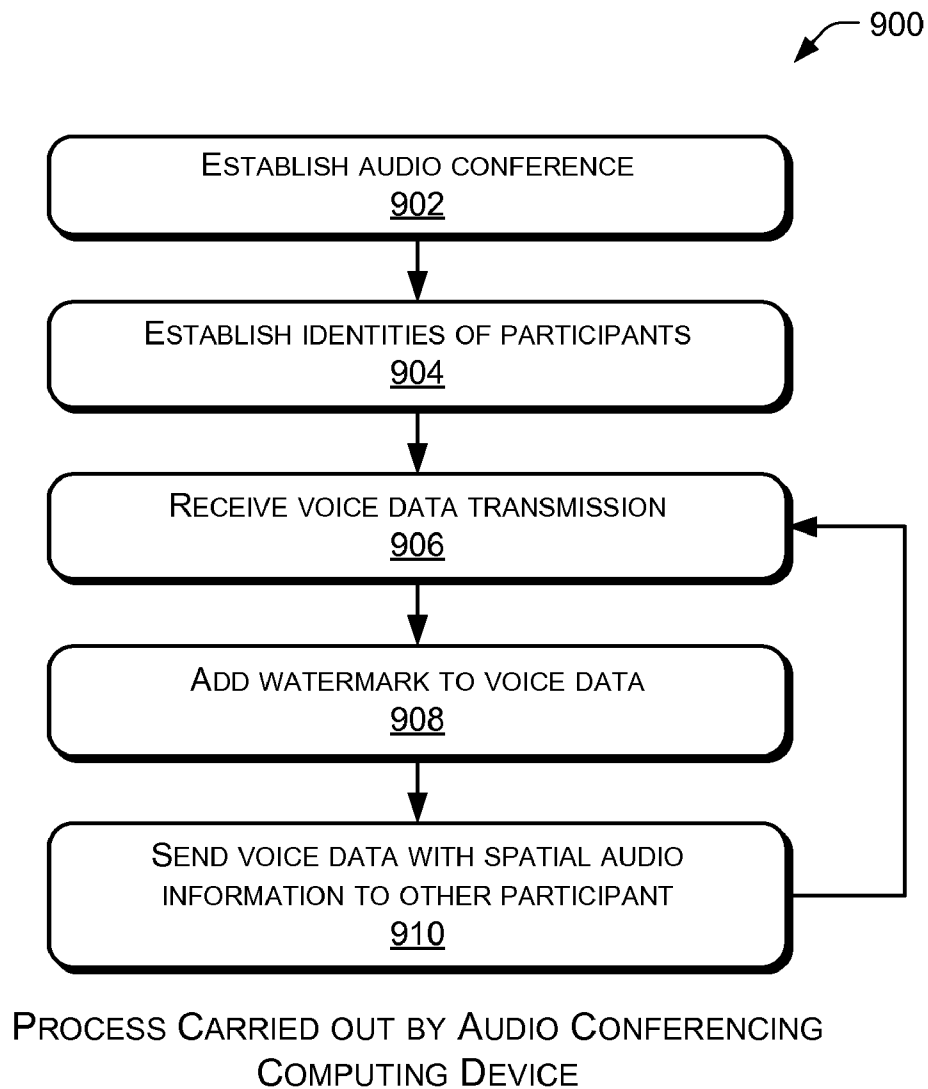 900
ESTABLISH AUDIO CONFERENCE
902
ESTABLISH IDENTITIES OF PARTICIPANTS
904
RECEIVE VOICE DATA TRANSMISSION
906
ADD WATERMARK TO VOICE DATA
908
SEND VOICE DATA WITH SPATIAL AUDIO
INFORMATION TO OTHER PARTICIPANT
910
PROCESS CARRIED OUT BY AUDIO CONFERENCING
COMPUTING DEVICE